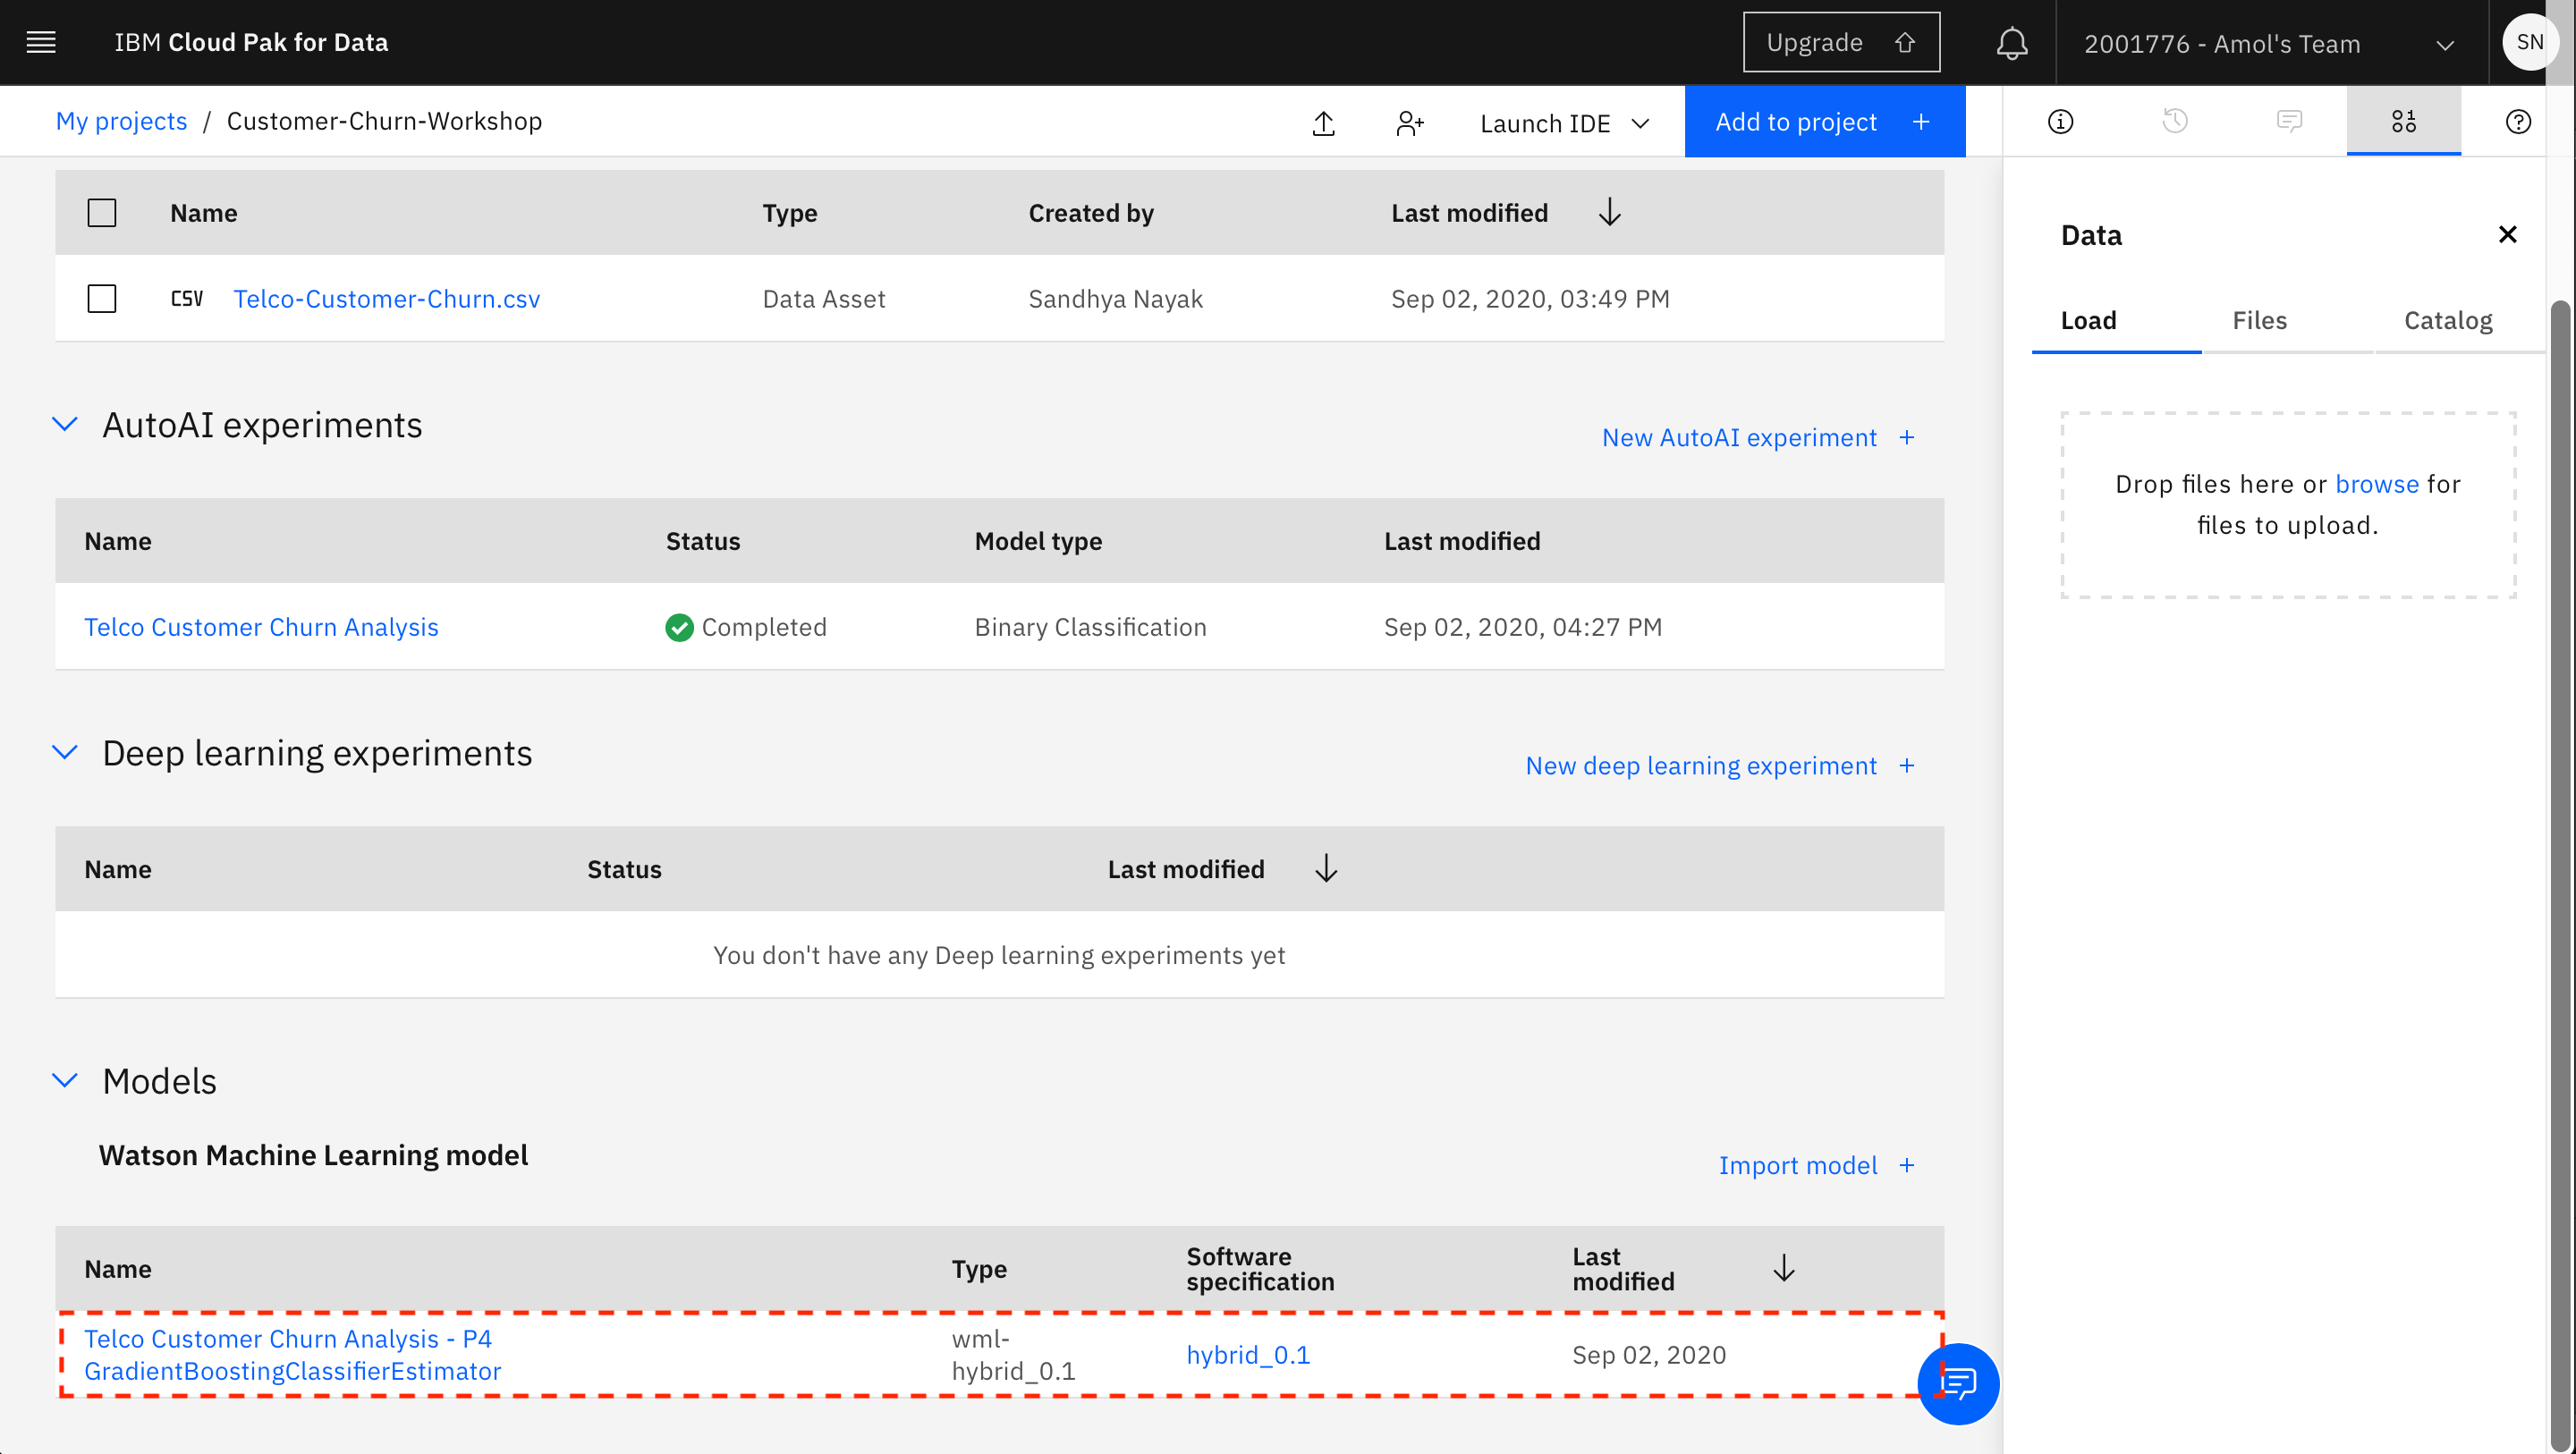 IBM Cloud Pak for Data
Upgrade
2001776 - Amol's Team
SN
My projects / Customer-Churn-Workshop
Launch IDE
Add to project +
Name Type Created by Last modified
CSV Telco-Customer-Churn.csv Data Asset Sandhya Nayak Sep 02, 2020, 03:49 PM
AutoAI experiments
New AutoAI experiment +
Name Status Model type Last modified
Telco Customer Churn Analysis Completed Binary Classification Sep 02, 2020, 04:27 PM
Deep learning experiments
New deep learning experiment +
Name Status Last modified
You don't have any Deep learning experiments yet
Models
Watson Machine Learning model
Import model +
Name Type Software specification Last modified
Telco Customer Churn Analysis - P4
GradientBoostingClassifierEstimator
wml-
hybrid_0.1
hybrid_0.1
Sep 02, 2020
Data
Load Files Catalog
Drop files here or browse for
files to upload.